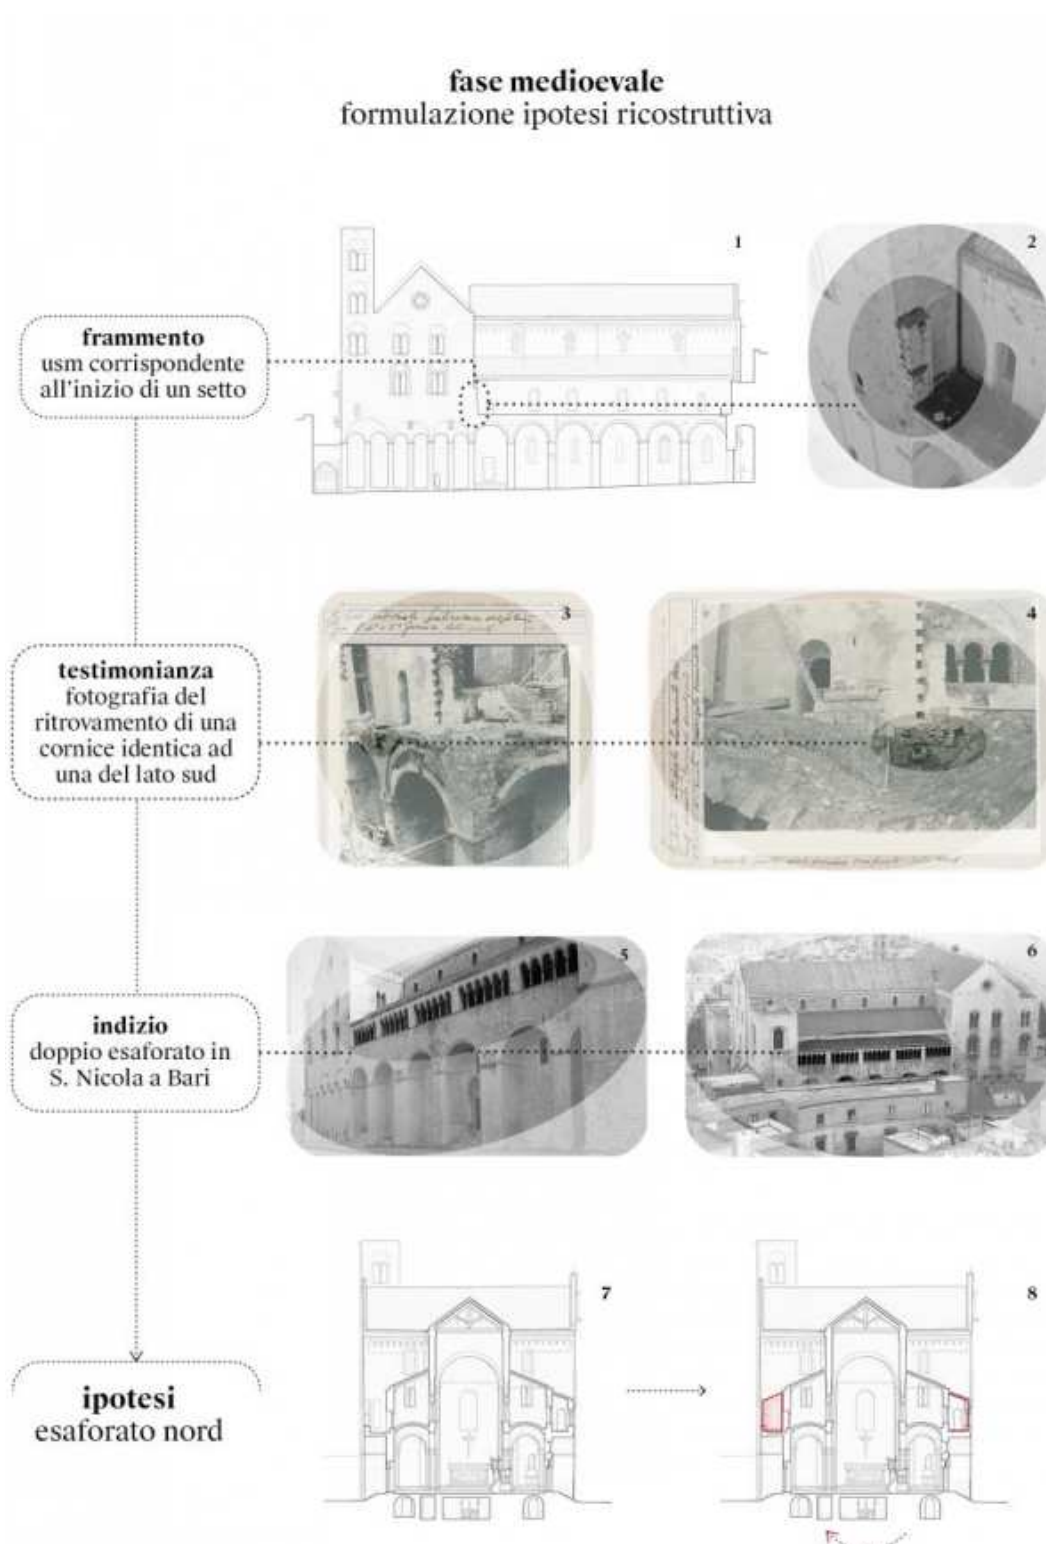 fase medioevale
formulazione ipotesi ricostruttiva
1
2
frammento
usm corrispondente
all'inizio di un setto
3
4
testimonianza
fotografia del
ritrovamento di una
cornice identica ad
una del lato sud
5
6
indizio
doppio esaforato in
S. Nicola a Bari
7
8
ipotesi
esaforato nord